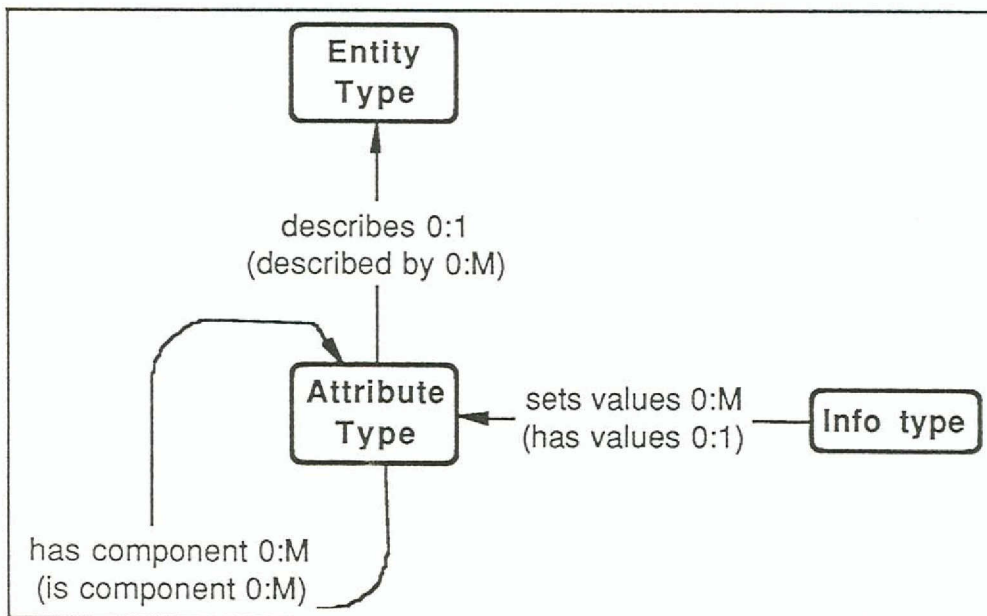 Entity
Type
describes 0:1
(described by 0:M)
Attribute
Type
sets values 0:M
(has values 0:1)
Info type
has component 0:M
(is component 0:M)